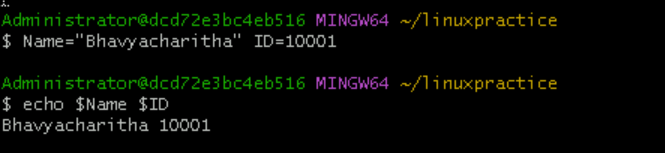 Administrator@dcd72e3bc4eb516 MINGW64 ~/linuxpractice
$ Name="Bhavyacharitha" ID=10001
Administrator@dcd72e3bc4eb516 MINGW64 ~/linuxpractice
$ echo $Name $ID
Bhavyacharitha 10001